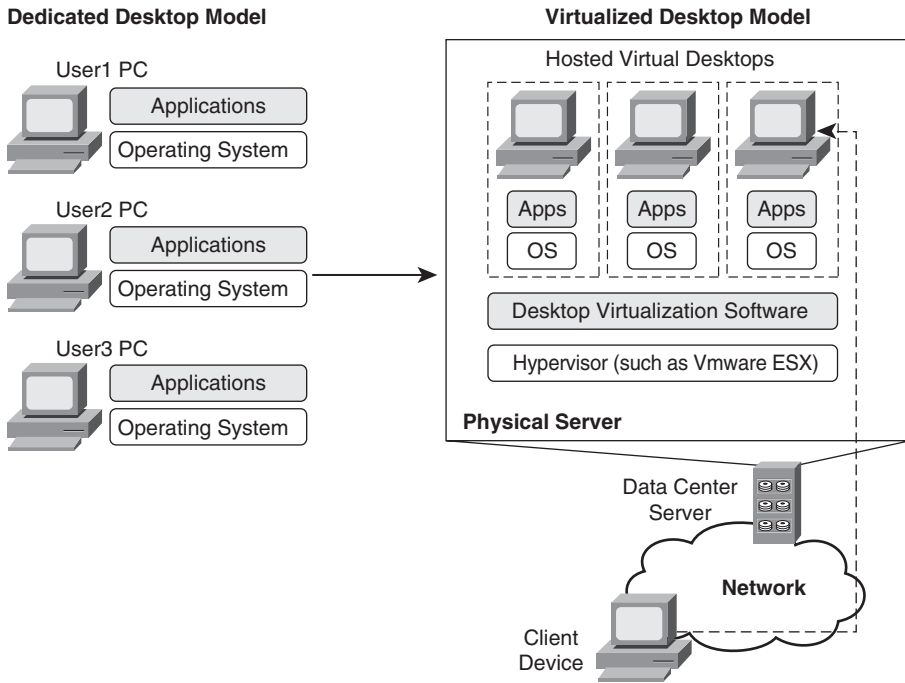 Dedicated Desktop Model
User1 PC
Applications
Operating System
User2 PC
Applications
Operating System
User3 PC
Applications
Operating System
Virtualized Desktop Model
Hosted Virtual Desktops
Apps
OS
Apps
OS
Apps
OS
Desktop Virtualization Software
Hypervisor (such as Vmware ESX)
Physical Server
Data Center
Server
Network
Client
Device